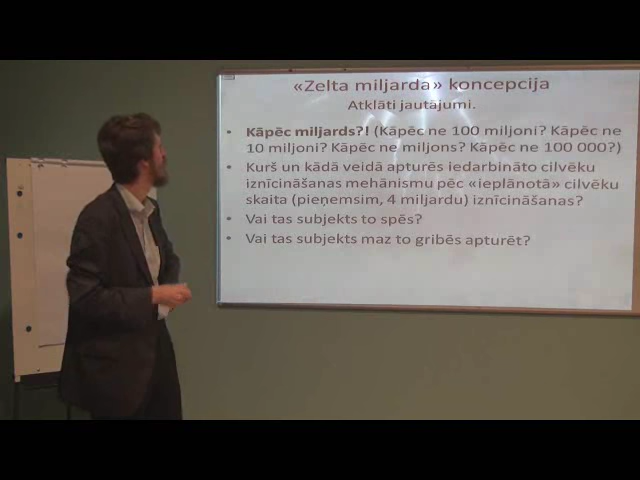 «Zelta miljarda» koncepcija
Atklāti jautājumi.
• Kāpēc miljards?! (Kāpēc ne 100 miljoni? Kāpēc ne
10 miljoni? Kāpēc ne miljons? Kāpēc ne 100 000?)
• Kurš un kādā veidā apturēs iedarbināto cilvēku
iznīcināšanas mehānismu pēc «ieplānotā» cilvēku
skaita (pieņemsim, 4 miljardu) iznīcināšanas?
• Vai tas subjekts to spēs?
• Vai tas subjekts maz to gribēs apturēt?